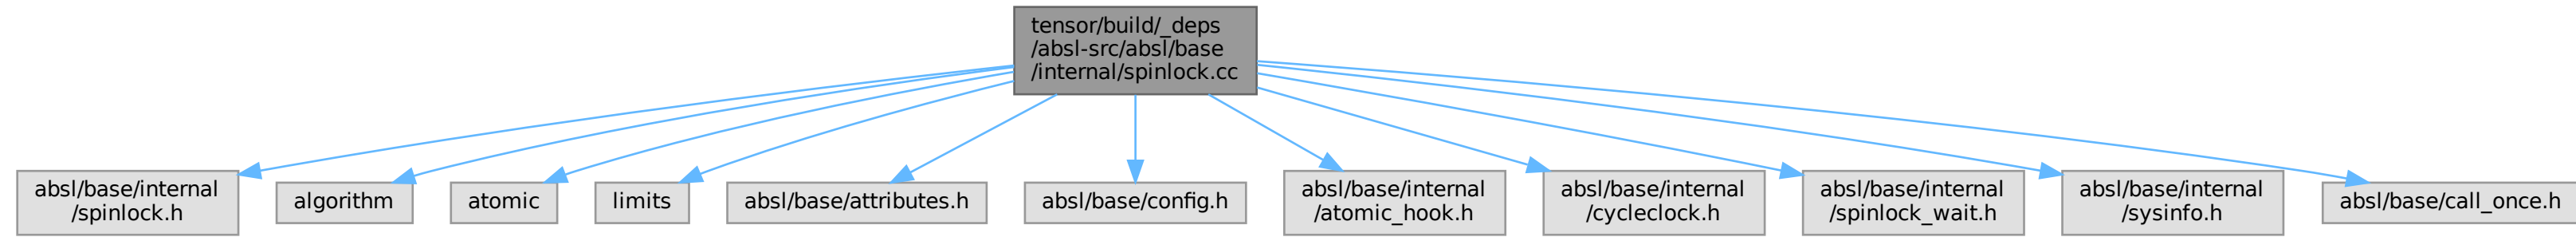 tensor/build/_deps
/absl-src/absl/base
/internal/spinlock.cc
absl/base/internal
/spinlock.h
algorithm
atomic
limits
absl/base/attributes.h
absl/base/config.h
absl/base/internal
/atomic_hook.h
absl/base/internal
/cycleclock.h
absl/base/internal
/spinlock_wait.h
absl/base/internal
/sysinfo.h
absl/base/call_once.h